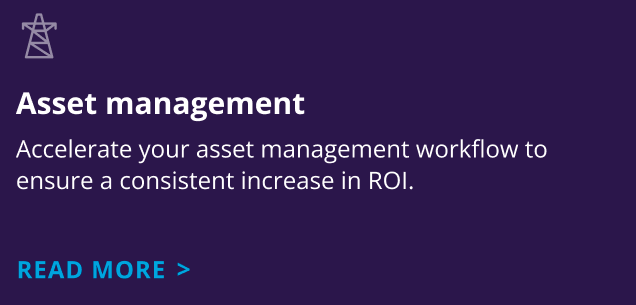 Asset management
Accelerate your asset management workflow to
ensure a consistent increase in ROI.
READ MORE >